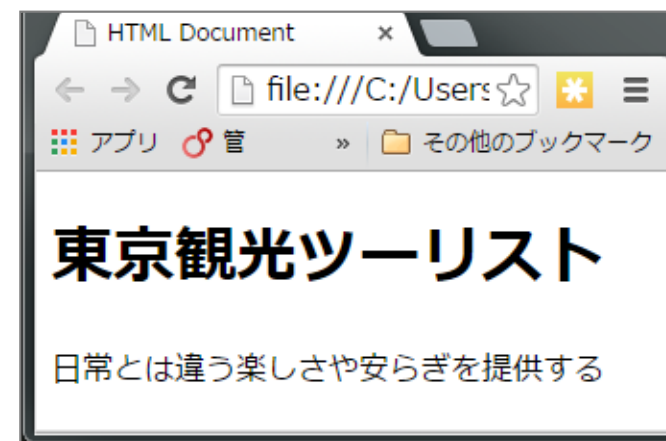 HTML Document ×
file:///C:/Users
アプリ 管 » その他のブックマーク
東京観光ツーリスト
日常とは違う楽しさや安らぎを提供する